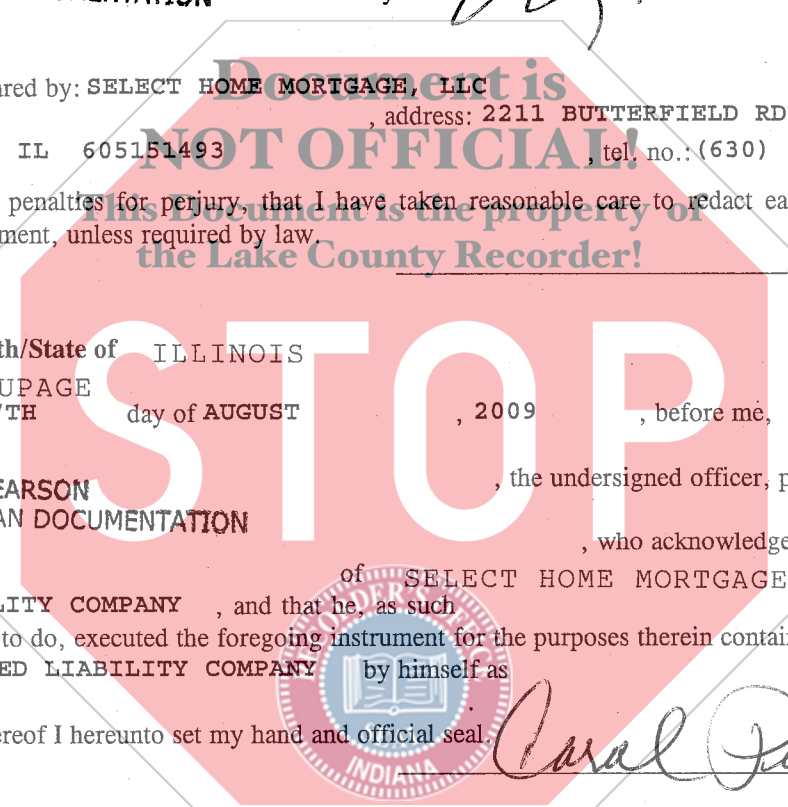 ared by: SELECT HOME MORTGAGE, LLC
Document is
, address: 2211 BUTTERFIELD RD
IL 605151493 , tel. no.: (630)
NOT OFFICIAL!
penalties for perjury, that I have taken reasonable care to redact ea
This Document is the property of
ment, unless required by law.
the Lake County Recorder!
th/State of ILLINOIS
UPAGE
TH day of AUGUST , 2009 , before me,
STOP
, the undersigned officer, p
EARSON
AN DOCUMENTATION
, who acknowledge
of SELECT HOME MORTGAGE
LITY COMPANY , and that he, as such
to do, executed the foregoing instrument for the purposes therein contai
ED LIABILITY COMPANY by himself as
ereof I hereunto set my hand and official seal.
Carol
INDIANA